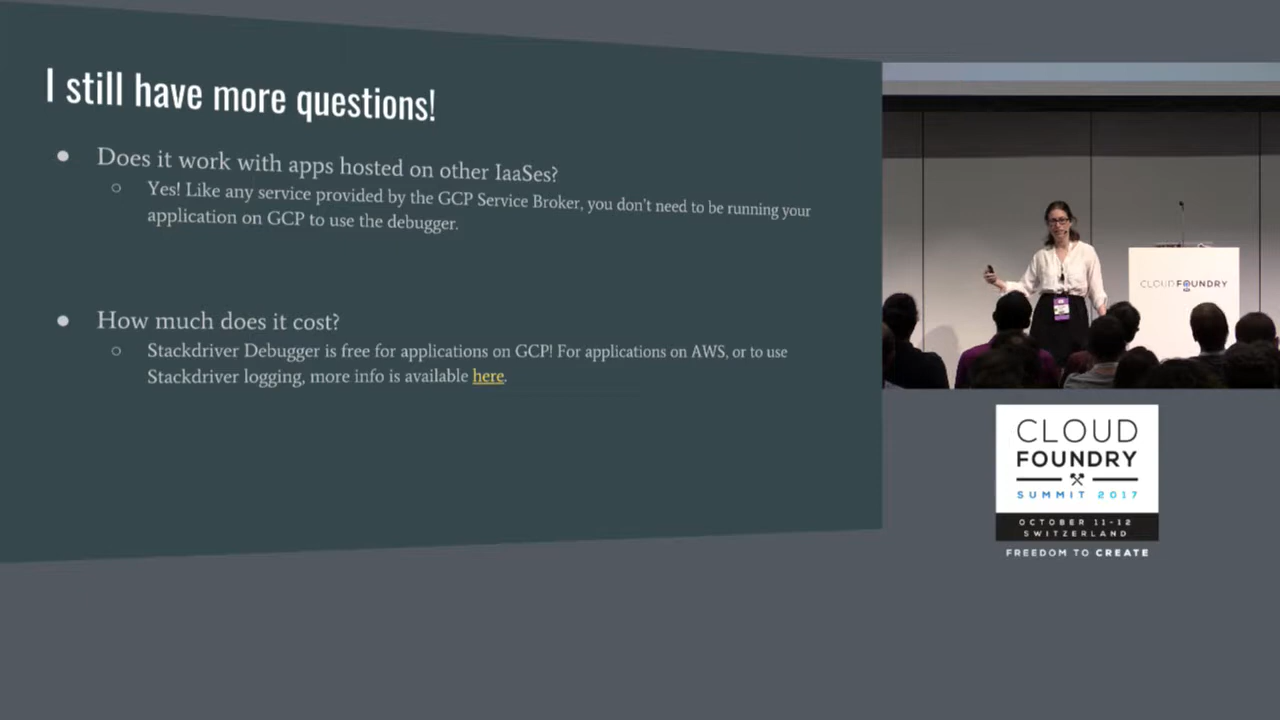 I still have more questions!
● Does it work with apps hosted on other IaaSes?
○ Yes! Like any service provided by the GCP Service Broker, you don't need to be running your
application on GCP to use the debugger.
● How much does it cost?
○ Stackdriver Debugger is free for applications on GCP! For applications on AWS, or to use
Stackdriver logging, more info is available here.
CLOUD FOUNDRY
CLOUD
FOUNDRY
SUMMIT 2017
OCTOBER 11-12
SWITZERLAND
FREEDOM TO CREATE